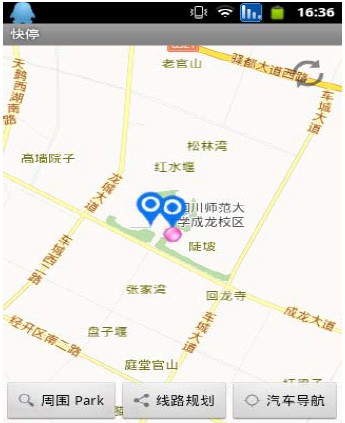 16:36
快停
老官山
驿都大道西路
天鹅西湖南路
车城大道
松林湾
高墙院子
红水堰
龙城大道
四川师范大
学成龙校区
陡坡
车城西二路
张家湾
回龙寺
成龙大道
车城大道
经开区南二路
盘子堰
庭堂官山
周围 Park
线路规划
汽车导航